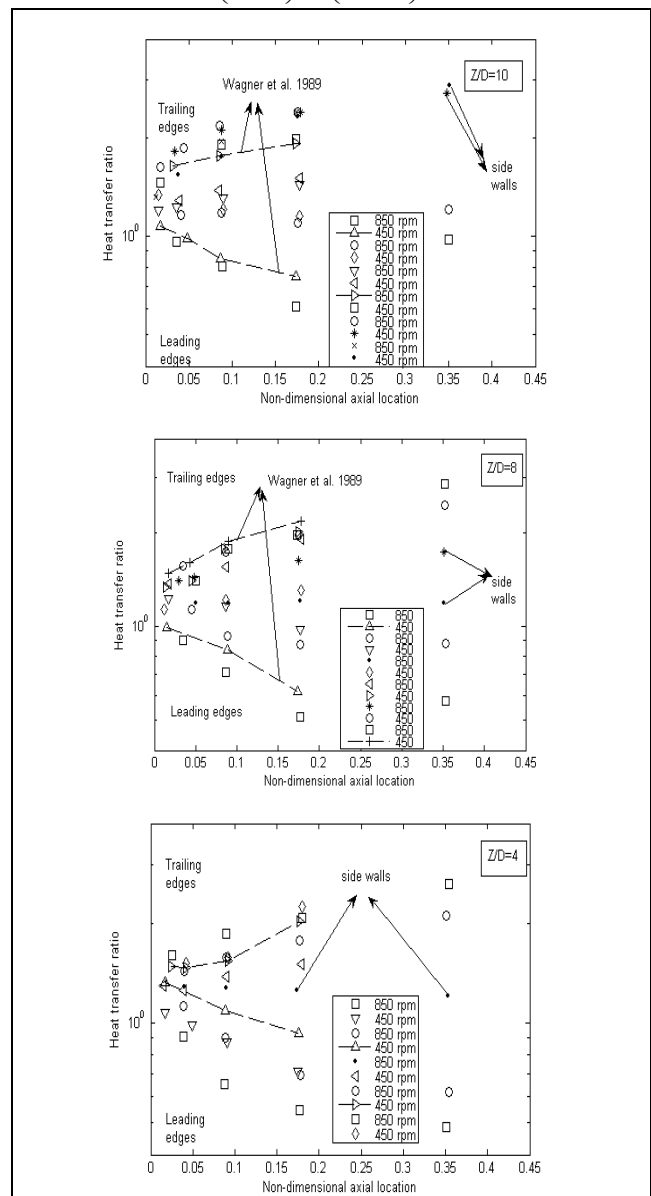 Z/D=10
Wagner et al. 1989
Trailing edges
side walls
Heat transfer ratio
10^0
850 rpm
450 rpm
850 rpm
450 rpm
850 rpm
450 rpm
850 rpm
450 rpm
850 rpm
450 rpm
850 rpm
450 rpm
Leading edges
0 0.05 0.1 0.15 0.2 0.25 0.3 0.35 0.4 0.45
Non-dimensional axial location
Z/D=8
Trailing edges
Wagner et al. 1989
side walls
Heat transfer ratio
10^0
850
450
850
450
850
450
850
450
850
450
850
450
Leading edges
0 0.05 0.1 0.15 0.2 0.25 0.3 0.35 0.4 0.45
Non-dimensional axial location
Z/D=4
Trailing edges
side walls
Heat transfer ratio
10^0
850 rpm
450 rpm
850 rpm
450 rpm
850 rpm
450 rpm
850 rpm
450 rpm
850 rpm
450 rpm
Leading edges
0 0.05 0.1 0.15 0.2 0.25 0.3 0.35 0.4 0.45
Non-dimensional axial location